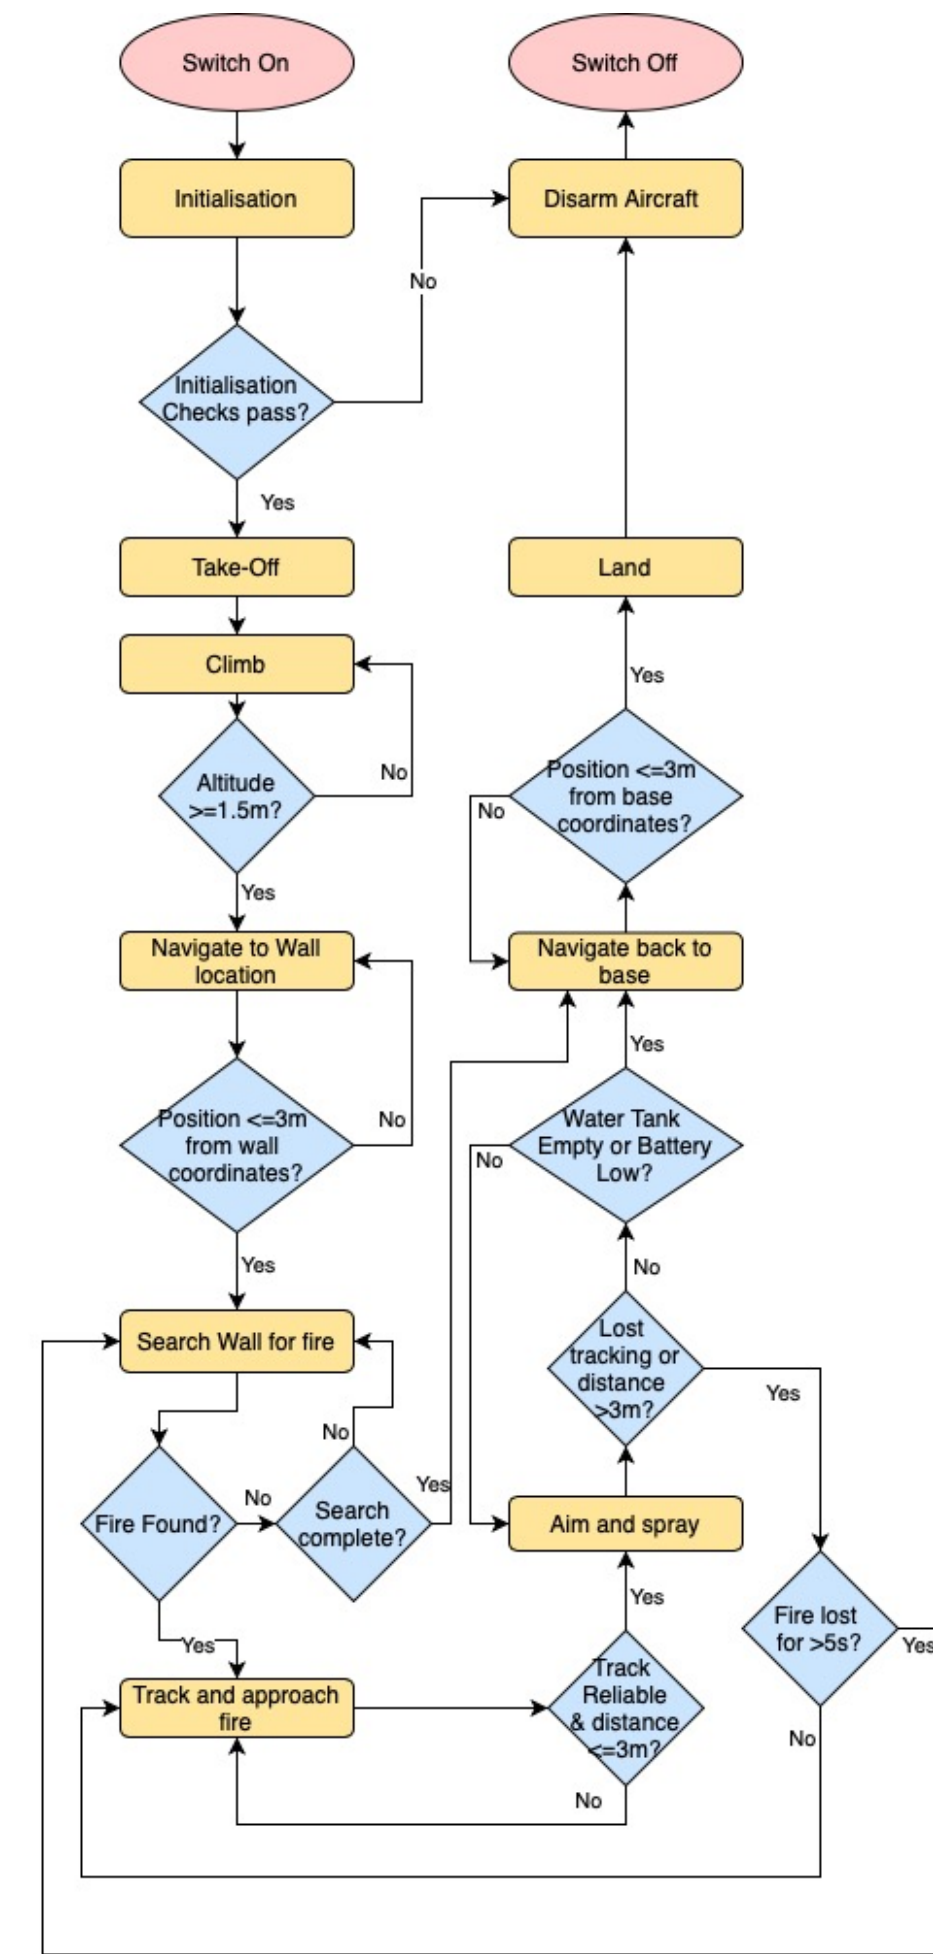 Switch On
Switch Off
Initialisation
Disarm Aircraft
No
Initialisation
Checks pass?
Yes
Take-Off
Land
Climb
Yes
No
Altitude
>=1.5m?
Position <=3m
from base
coordinates?
No
Yes
Navigate to Wall
location
Navigate back to
base
Yes
Position <=3m
from wall
coordinates?
No
Water Tank
Empty or Battery
Low?
No
Yes
No
Search Wall for fire
Lost
tracking or
distance
>3m?
Yes
No
Fire Found?
No
Search
complete?
Yes
Aim and spray
Yes
Fire lost
for >5s?
Yes
Yes
Track and approach
fire
Track
Reliable
& distance
<=3m?
No
No